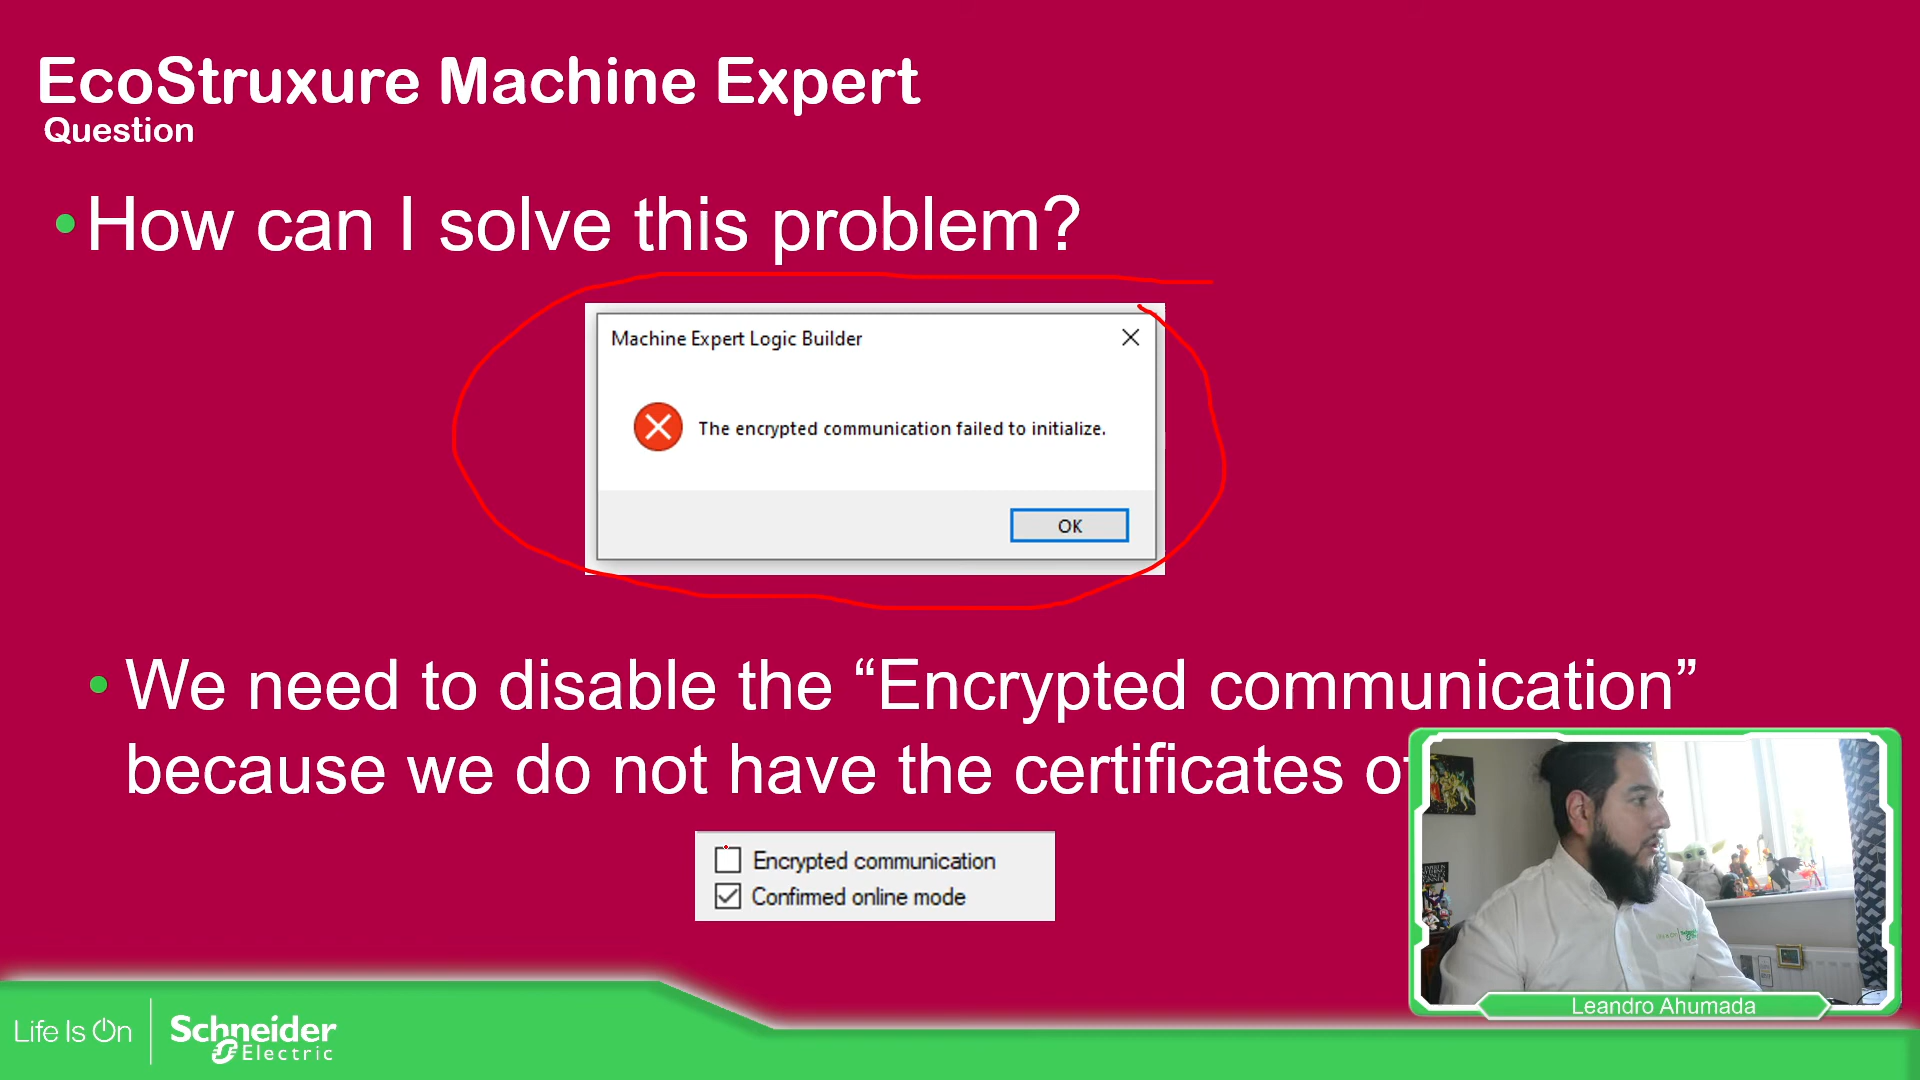 EcoStruxure Machine Expert
Question
How can I solve this problem?
Machine Expert Logic Builder
The encrypted communication failed to initialize.
OK
We need to disable the “Encrypted communication”
because we do not have the certificates
Encrypted communication
Confirmed online mode
Leandro Ahumada
Life Is On
Schneider
Electric